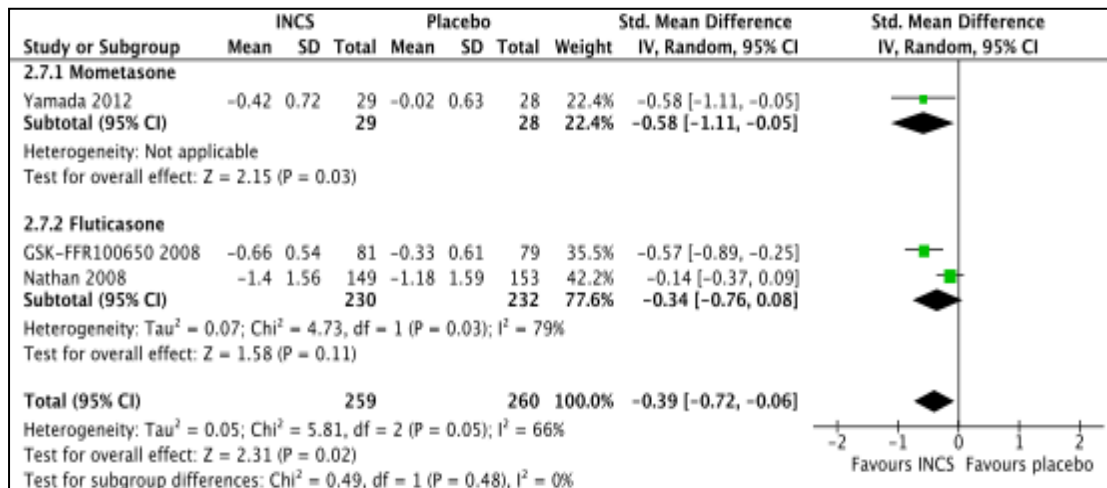 INCS Placebo Std. Mean Difference Std. Mean Difference
Study or Subgroup Mean SD Total Mean SD Total Weight IV, Random, 95% CI IV, Random, 95% CI
2.7.1 Mometasone
Yamada 2012 −0.42 0.72 29 −0.02 0.63 28 22.4% −0.58 [−1.11, −0.05]
Subtotal (95% CI) 29 28 22.4% −0.58 [−1.11, −0.05]
Heterogeneity: Not applicable
Test for overall effect: Z = 2.15 (P = 0.03)
2.7.2 Fluticasone
GSK-FFR100650 2008 −0.66 0.54 81 −0.33 0.61 79 35.5% −0.57 [−0.89, −0.25]
Nathan 2008 −1.4 1.56 149 −1.18 1.59 153 42.2% −0.14 [−0.37, 0.09]
Subtotal (95% CI) 230 232 77.6% −0.34 [−0.76, 0.08]
Heterogeneity: Tau² = 0.07; Chi² = 4.73, df = 1 (P = 0.03); I² = 79%
Test for overall effect: Z = 1.58 (P = 0.11)
Total (95% CI) 259 260 100.0% −0.39 [−0.72, −0.06]
Heterogeneity: Tau² = 0.05; Chi² = 5.81, df = 2 (P = 0.05); I² = 66%
Test for overall effect: Z = 2.31 (P = 0.02)
Test for subgroup differences: Chi² = 0.49, df = 1 (P = 0.48), I² = 0%
−2 −1 0 1 2
Favours INCS Favours placebo